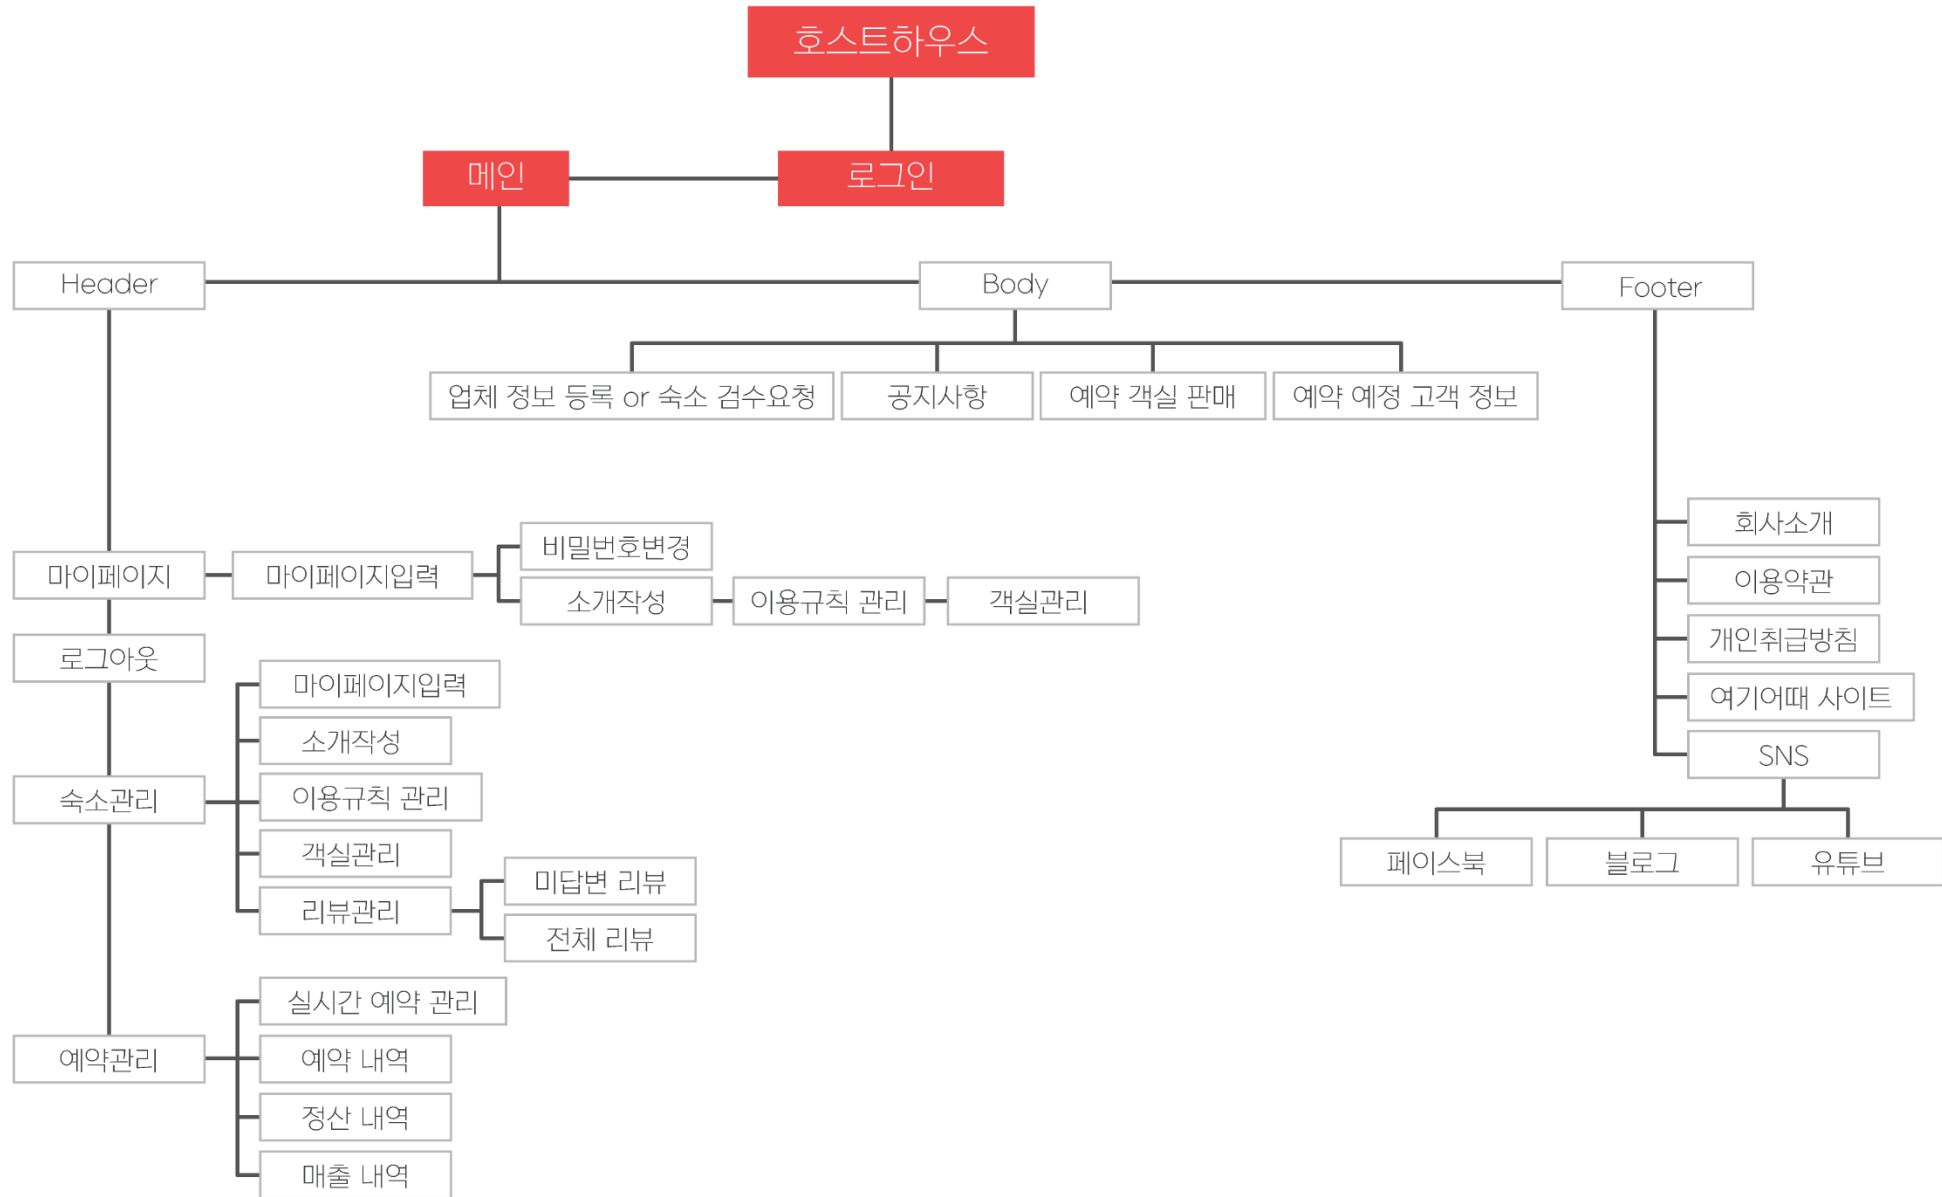 호스트하우스
메인
로그인
Header
Body
Footer
업체 정보 등록 or 숙소 검수요청
공지사항
예약 객실 판매
예약 예정 고객 정보
마이페이지
마이페이지입력
비밀번호변경
소개작성
이용규칙 관리
객실관리
로그아웃
숙소관리
마이페이지입력
소개작성
이용규칙 관리
객실관리
리뷰관리
미답변 리뷰
전체 리뷰
예약관리
실시간 예약 관리
예약 내역
정산 내역
매출 내역
회사소개
이용약관
개인취급방침
여기어때 사이트
SNS
페이스북
블로그
유튜브